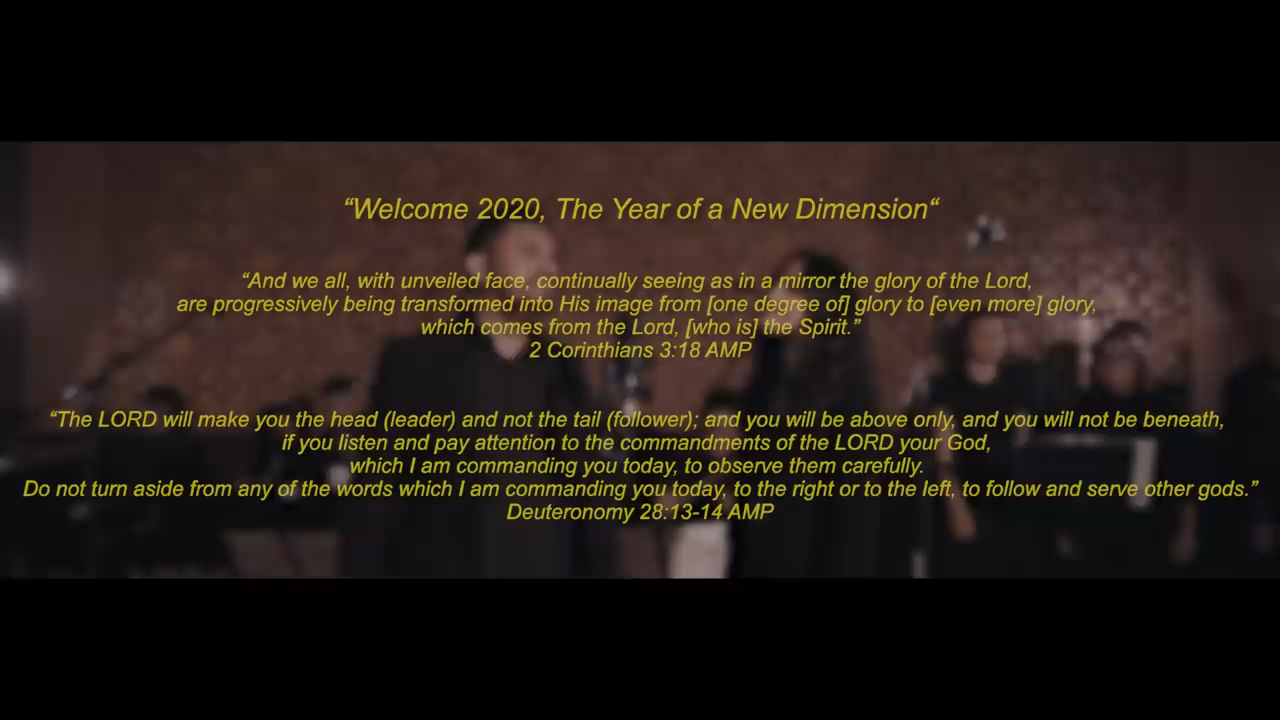 “Welcome 2020, The Year of a New Dimension“
“And we all, with unveiled face, continually seeing as in a mirror the glory of the Lord,
are progressively being transformed into His image from [one degree of] glory to [even more] glory,
which comes from the Lord, [who is] the Spirit.”
2 Corinthians 3:18 AMP
“The LORD will make you the head (leader) and not the tail (follower); and you will be above only, and you will not be beneath,
if you listen and pay attention to the commandments of the LORD your God,
which I am commanding you today, to observe them carefully.
Do not turn aside from any of the words which I am commanding you today, to the right or to the left, to follow and serve other gods.”
Deuteronomy 28:13-14 AMP